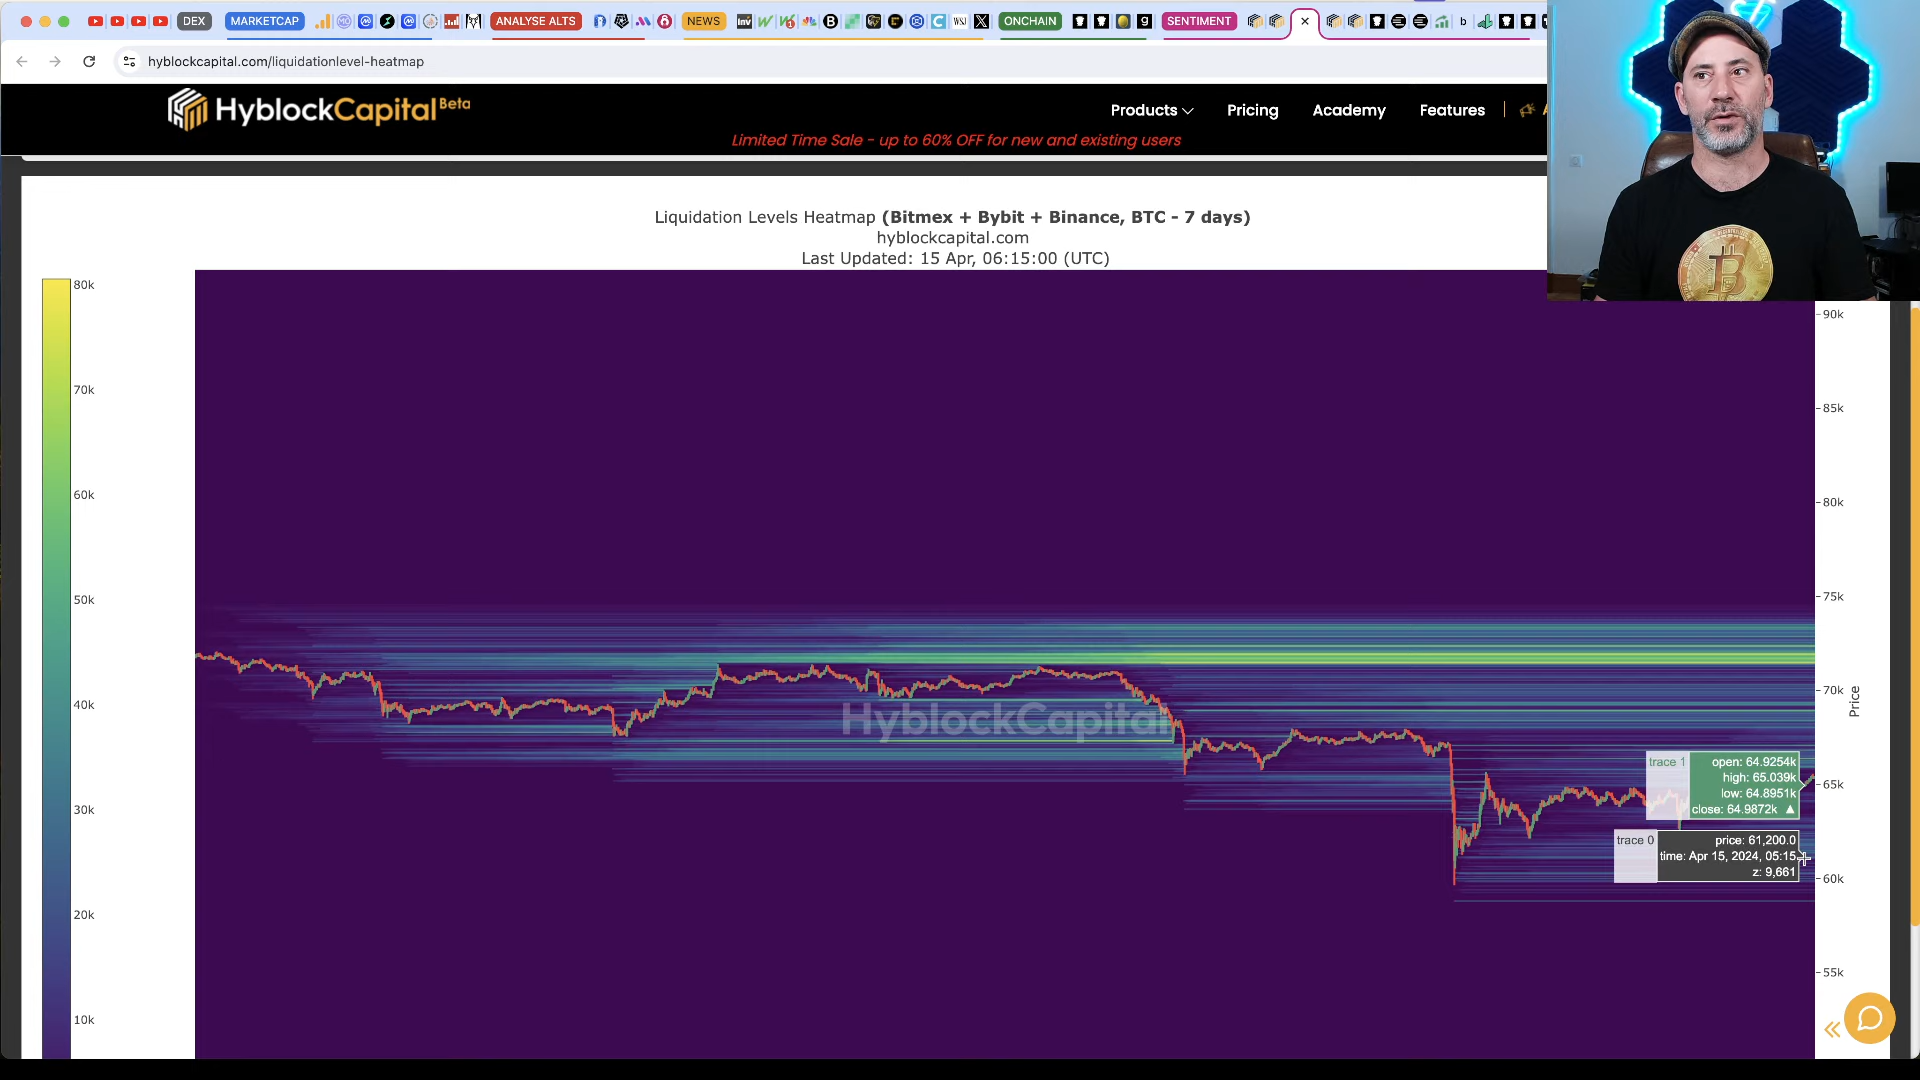 DEX
MARKETCAP
ANALYSE ALTS
NEWS
ONCHAIN
SENTIMENT
hyblockcapital.com/liquidationlevel-heatmap
HyblockCapital Beta
Products
Pricing
Academy
Features
Limited Time Sale - up to 60% OFF for new and existing users
Liquidation Levels Heatmap (Bitmex + Bybit + Binance, BTC - 7 days)
hyblockcapital.com
Last Updated: 15 Apr, 06:15:00 (UTC)
80k
70k
60k
50k
40k
30k
20k
10k
90k
85k
80k
75k
70k
65k
60k
55k
Price
HyblockCapital
trace 1
open: 64.9254k
high: 65.039k
low: 64.8951k
close: 64.9872k ▲
trace 0
price: 61,200.0
time: Apr 15, 2024, 05:15
z: 9,661